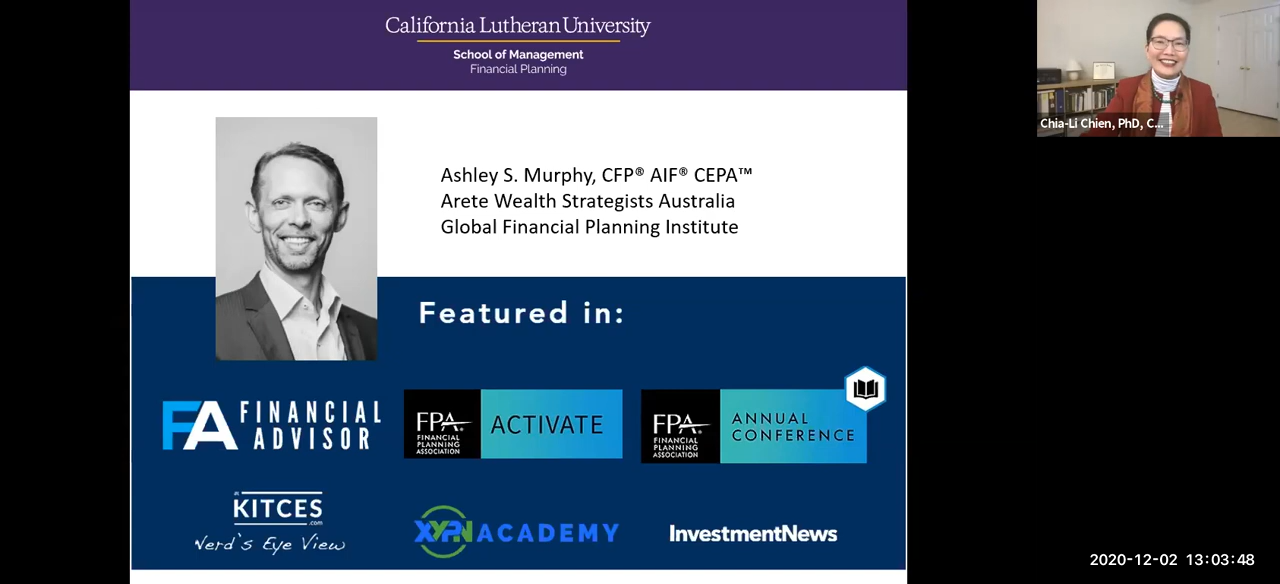 California Lutheran University
School of Management
Financial Planning
Chia-Li Chien, PhD, C...
Ashley S. Murphy, CFP® AIF® CEPA™
Arete Wealth Strategists Australia
Global Financial Planning Institute
Featured in:
FA FINANCIAL ADVISOR
FPA®
FINANCIAL
PLANNING
ASSOCIATION
ACTIVATE
FPA®
FINANCIAL
PLANNING
ASSOCIATION
ANNUAL
CONFERENCE
KITCES
.com
Nerd's Eye View
XYPN ACADEMY
InvestmentNews
2020-12-02 13:03:48